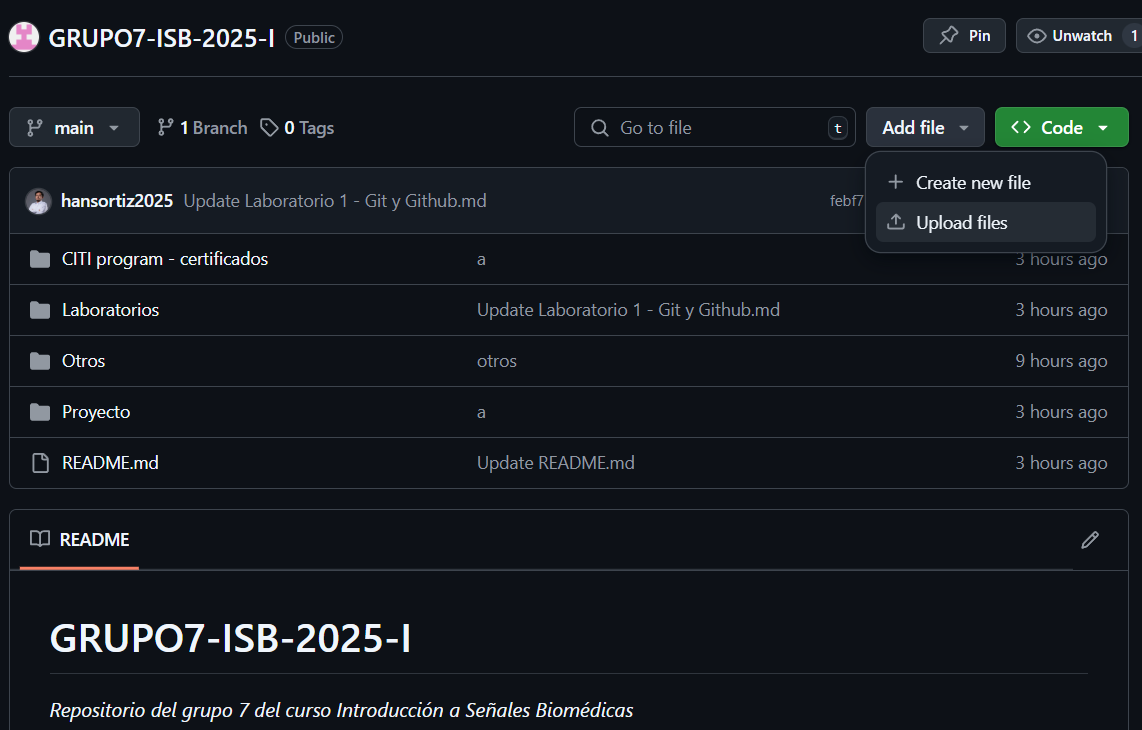 GRUPO7-ISB-2025-I Public Pin Unwatch 1
main 1 Branch 0 Tags Go to file t Add file Code
Create new file
Upload files
hansortiz2025 Update Laboratorio 1 - Git y Github.md febf7
CITI program - certificados a 3 hours ago
Laboratorios Update Laboratorio 1 - Git y Github.md 3 hours ago
Otros otros 9 hours ago
Proyecto a 3 hours ago
README.md Update README.md 3 hours ago
README
GRUPO7-ISB-2025-I
Repositorio del grupo 7 del curso Introducción a Señales Biomédicas